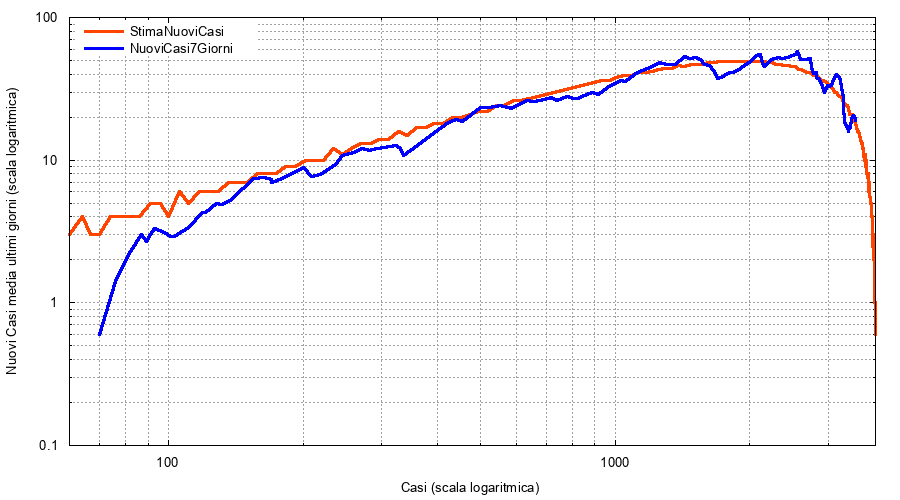 100
StimaNuoviCasi
NuoviCasi7Giorni
10
1
0.1
Nuovi Casi media ultimi giorni (scala logaritmica)
100
1000
Casi (scala logaritmica)